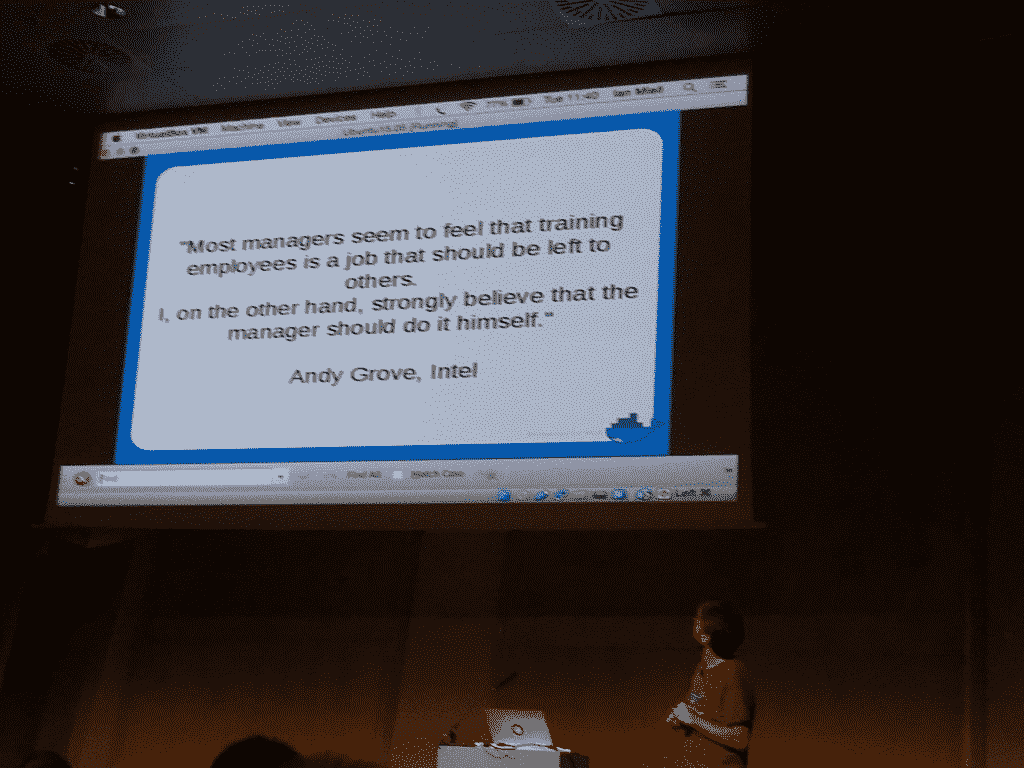 VirtualBox VM Machine View Devices Help 77% Tue 11:40 Ian Miell
"Most managers seem to feel that training
employees is a job that should be left to
others.
I, on the other hand, strongly believe that the
manager should do it himself."
Andy Grove, Intel
Find Find All Match Case
Left ⌘